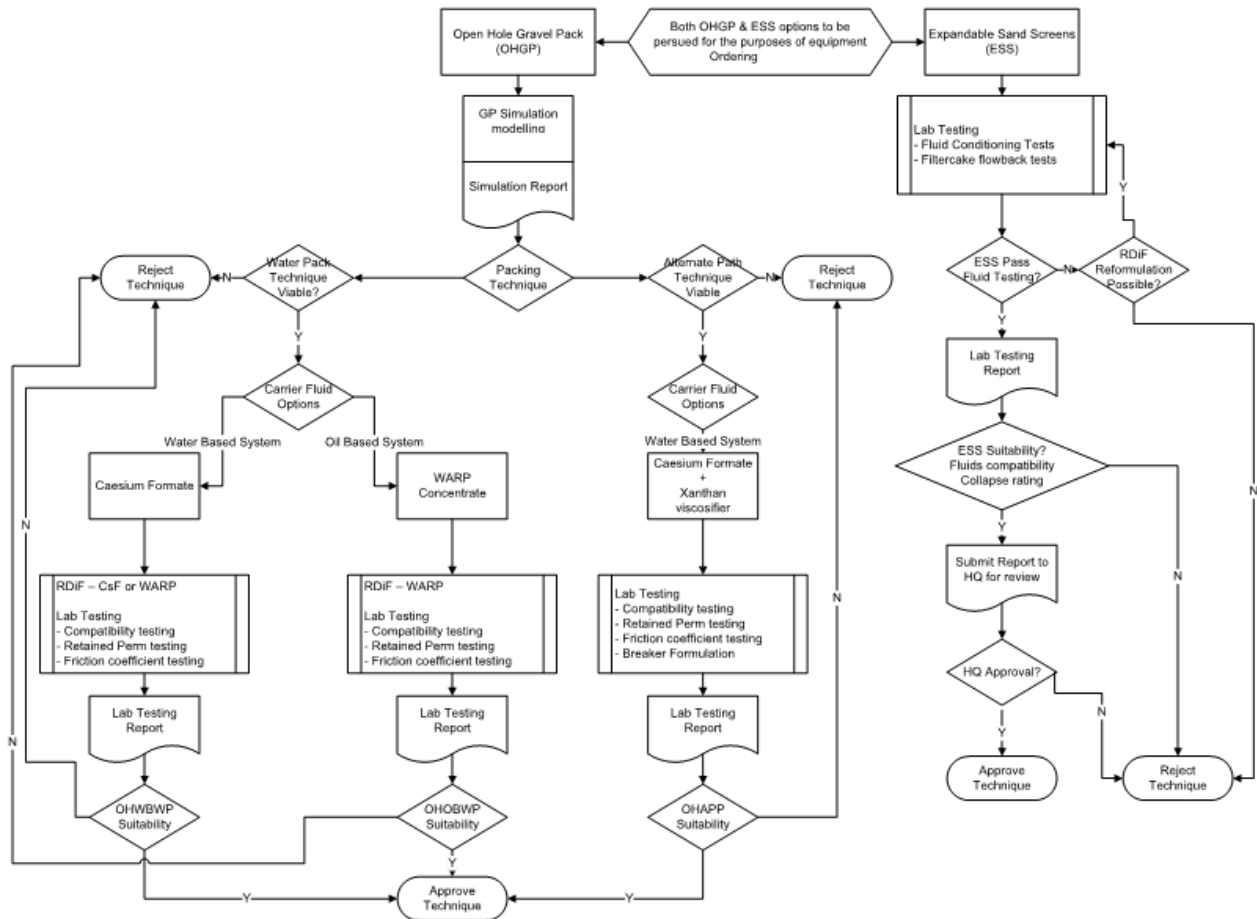 Open Hole Gravel Pack
(OHGP)
Both OHGP & ESS options to be
persued for the purposes of equipment
Ordering
Expandable Sand Screens
(ESS)
GP Simulation
modelling
Simulation Report
Lab Testing
- Fluid Conditioning Tests
- Filtercake flowback tests
Y
Reject
Technique
N
Water Pack
Technique
Viable?
Packing
Technique
Alternate Path
Technique
Viable
N
Reject
Technique
ESS Pass
Fluid Testing?
N
RDiF
Reformulation
Possible?
Y
Y
Y
Lab Testing
Report
Carrier Fluid
Options
Carrier Fluid
Options
Water Based System
Oil Based System
Water Based System
Caesium Formate
WARP
Concentrate
Caesium Formate
+
Xanthan
viscosifier
ESS Suitability?
Fluids compatibility
Collapse rating
N
N
Y
Submit Report to
HQ for review
RDiF – CsF or WARP
Lab Testing
- Compatibility testing
- Retained Perm testing
- Friction coefficient testing
RDiF – WARP
Lab Testing
- Compatibility testing
- Retained Perm testing
- Friction coefficient testing
Lab Testing
- Compatibility testing
- Retained Perm testing
- Friction coefficient testing
- Breaker Formulation
N
N
HQ Approval?
N
Y
Lab Testing
Report
Lab Testing
Report
Lab Testing
Report
N
Approve
Technique
Reject
Technique
OHWBWP
Suitability
OHOBWP
Suitability
OHAPP
Suitability
Y
Y
Y
Approve
Technique